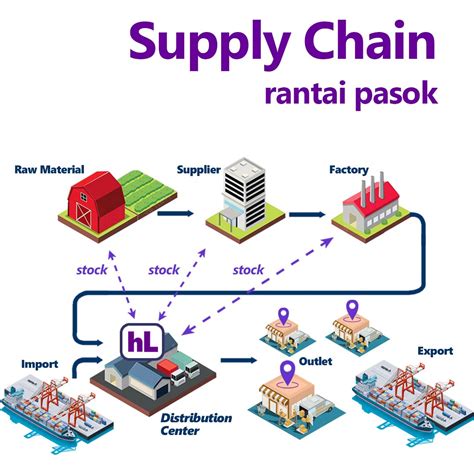 Supply Chain
rantai pasok
Raw Material
Supplier
Factory
stock
stock
stock
hL
Import
Outlet
Export
Distribution
Center